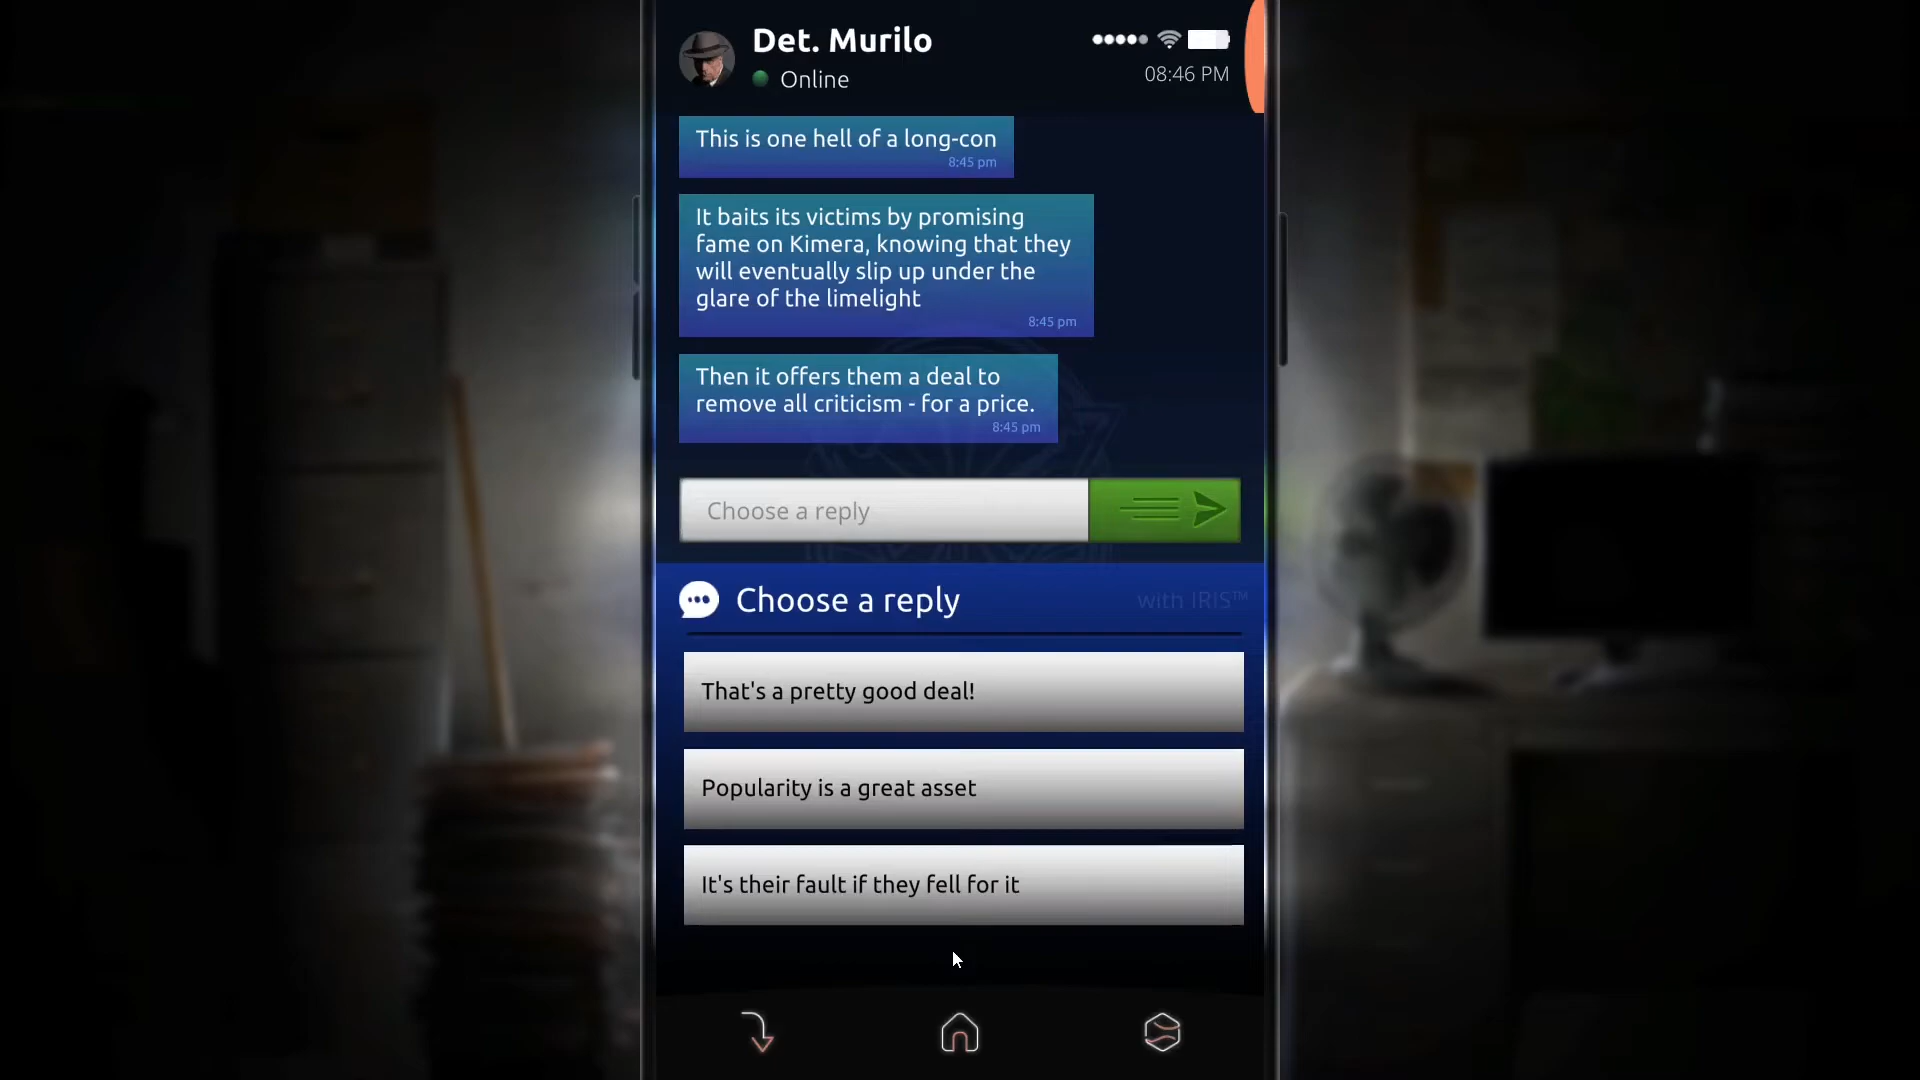 Det. Murilo
Online
08:46 PM
This is one hell of a long-con
8:45 pm
It baits its victims by promising
fame on Kimera, knowing that they
will eventually slip up under the
glare of the limelight
8:45 pm
Then it offers them a deal to
remove all criticism - for a price.
8:45 pm
Choose a reply
Choose a reply
with IRIS™
That's a pretty good deal!
Popularity is a great asset
It's their fault if they fell for it